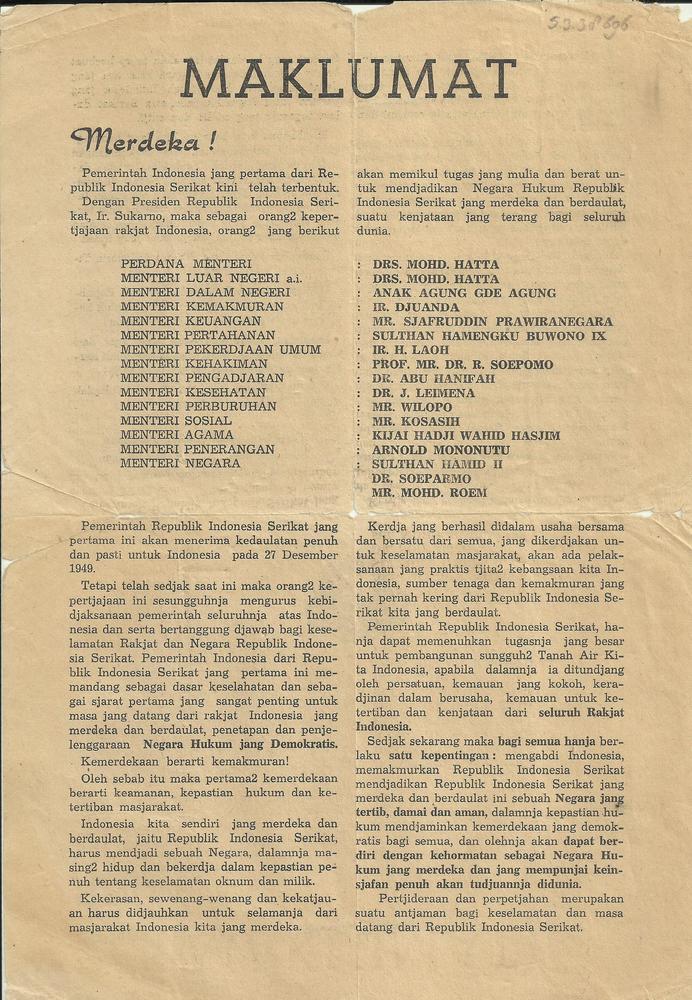 MAKLUMAT
Merdeka !
Pemerintah Indonesia jang pertama dari Re-
publik Indonesia Serikat kini telah terbentuk.
Dengan Presiden Republik Indonesia Seri-
kat, Ir. Sukarno, maka sebagai orang2 keper-
tjajaan rakjat Indonesia, orang2 jang berikut
akan memikul tugas jang mulia dan berat un-
tuk mendjadikan Negara Hukum Republik
Indonesia Serikat jang merdeka dan berdaulat,
suatu kenjataan jang terang bagi seluruh
dunia.
PERDANA MENTERI : DRS. MOHD. HATTA
MENTERI LUAR NEGERI a.i. : DRS. MOHD. HATTA
MENTERI DALAM NEGERI : ANAK AGUNG GDE AGUNG
MENTERI KEMAKMURAN : IR. DJUANDA
MENTERI KEUANGAN : MR. SJAFRUDDIN PRAWIRANEGARA
MENTERI PERTAHANAN : SULTHAN HAMENGKU BUWONO IX
MENTERI PEKERDJAAN UMUM : IR. H. LAOH
MENTERI KEHAKIMAN : PROF. MR. DR. R. SOEPOMO
MENTERI PENGADJARAN : DR. ABU HANIFAH
MENTERI KESEHATAN : DR. J. LEIMENA
MENTERI PERBURUHAN : MR. WILOPO
MENTERI SOSIAL : MR. KOSASIH
MENTERI AGAMA : KIJAI HADJI WAHID HASJIM
MENTERI PENERANGAN : ARNOLD MONONUTU
MENTERI NEGARA : SULTHAN HAMID II
DR. SOEPARMO
MR. MOHD. ROEM
Pemerintah Republik Indonesia Serikat jang
pertama ini akan menerima kedaulatan penuh
dan pasti untuk Indonesia pada 27 Desember
1949.
Tetapi telah sedjak saat ini maka orang2 ke-
pertjajaan ini sesungguhnja mengurus kebi-
djaksanaan pemerintah seluruhnja atas Indo-
nesia dan serta bertanggung djawab bagi kese-
lamatan Rakjat dan Negara Republik Indone-
sia Serikat. Pemerintah Indonesia dari Repu-
blik Indonesia Serikat jang pertama ini me-
mandang sebagai dasar keselahatan dan seba-
gai sjarat pertama jang sangat penting untuk
masa jang datang dari rakjat Indonesia jang
merdeka dan berdaulat, penetapan dan penje-
lenggaraan Negara Hukum jang Demokratis.
Kemerdekaan berarti kemakmuran!
Oleh sebab itu maka pertama2 kemerdekaan
berarti keamanan, kepastian hukum dan ke-
tertiban masjarakat.
Indonesia kita sendiri jang merdeka dan
berdaulat, jaitu Republik Indonesia Serikat,
harus mendjadi sebuah Negara, dalamnja ma-
sing2 hidup dan bekerdja dalam kepastian pe-
nuh tentang keselamatan oknum dan milik.
Kekerasan, sewenang-wenang dan kekatjau-
an harus didjauhkan untuk selamanja dari
masjarakat Indonesia kita jang merdeka.
Kerdja jang berhasil didalam usaha bersama
dan bersatu dari semua, jang dikerdjakan un-
tuk keselamatan masjarakat, akan ada pelak-
sanaan jang praktis tjita2 kebangsaan kita In-
donesia, sumber tenaga dan kemakmuran jang
tak pernah kering dari Republik Indonesia Se-
rikat kita jang berdaulat.
Pemerintah Republik Indonesia Serikat, ha-
nja dapat memenuhkan tugasnja jang besar
untuk pembangunan sungguh2 Tanah Air Ki-
ta Indonesia, apabila dalamnja ia ditundjang
oleh persatuan, kemauan jang kokoh, kera-
djinan dalam berusaha, kemauan untuk ke-
tertiban dan kenjataan dari seluruh Rakjat
Indonesia.
Sedjak sekarang maka bagi semua hanja ber-
laku satu kepentingan : mengabdi Indonesia,
memakmurkan Republik Indonesia Serikat
mendjadikan Republik Indonesia Serikat jang
merdeka dan berdaulat ini sebuah Negara jang
tertib, damai dan aman, dalamnja kepastian hu-
kum mendjaminkan kemerdekaan jang demok-
ratis bagi semua, dan olehnja akan dapat ber-
diri dengan kehormatan sebagai Negara Hu-
kum jang merdeka dan jang mempunjai kein-
sjafan penuh akan tudjuannja didunia.
Pertjideraan dan perpetjahan merupakan
suatu antjaman bagi keselamatan dan masa
datang dari Republik Indonesia Serikat.